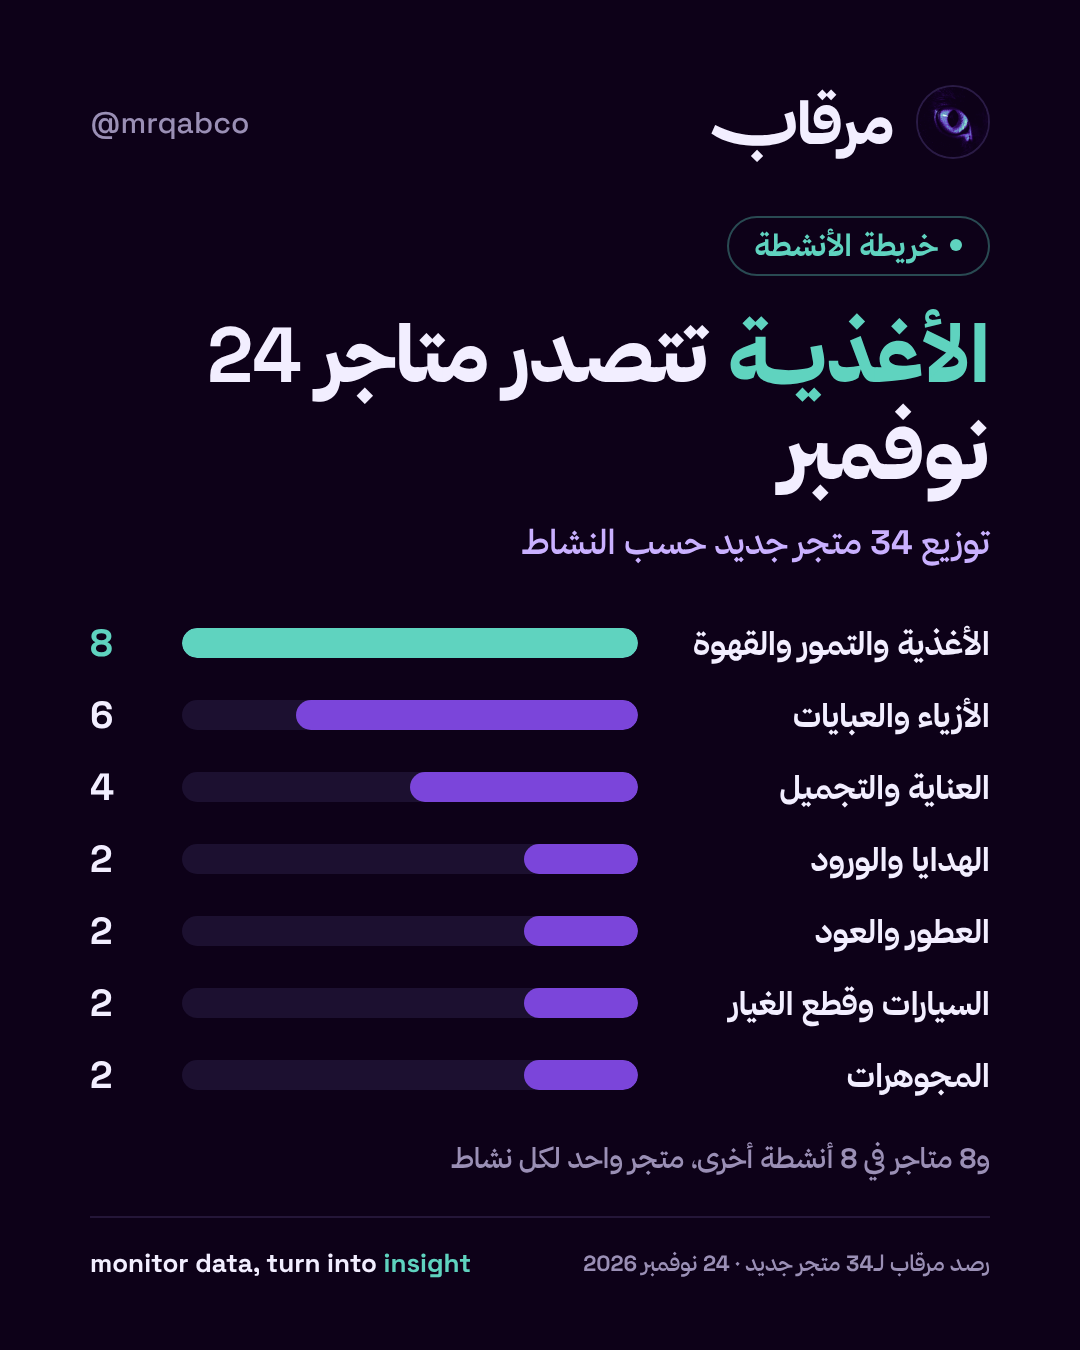 مرقاب
@mrqabco
خريطة الأنشطة
الأغذيـة تتصدر متاجر 24
نوفمبر
توزيع 34 متجر جديد حسب النشاط
الأغذية والتمور والقهوة 8
الأزياء والعبايات 6
العناية والتجميل 4
الهدايا والورود 2
العطور والعود 2
السيارات وقطع الغيار 2
المجوهرات 2
و8 متاجر في 8 أنشطة أخرى، متجر واحد لكل نشاط
رصد مرقاب لـ34 متجر جديد · 24 نوفمبر 2026
monitor data, turn into insight